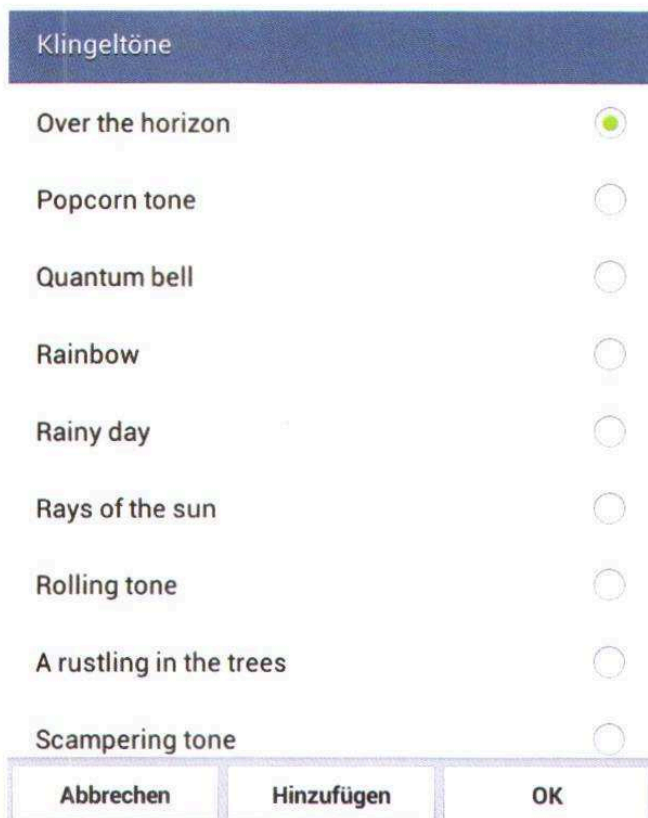 Klingeltöne
Over the horizon
Popcorn tone
Quantum bell
Rainbow
Rainy day
Rays of the sun
Rolling tone
A rustling in the trees
Scampering tone
Abbrechen Hinzufügen OK